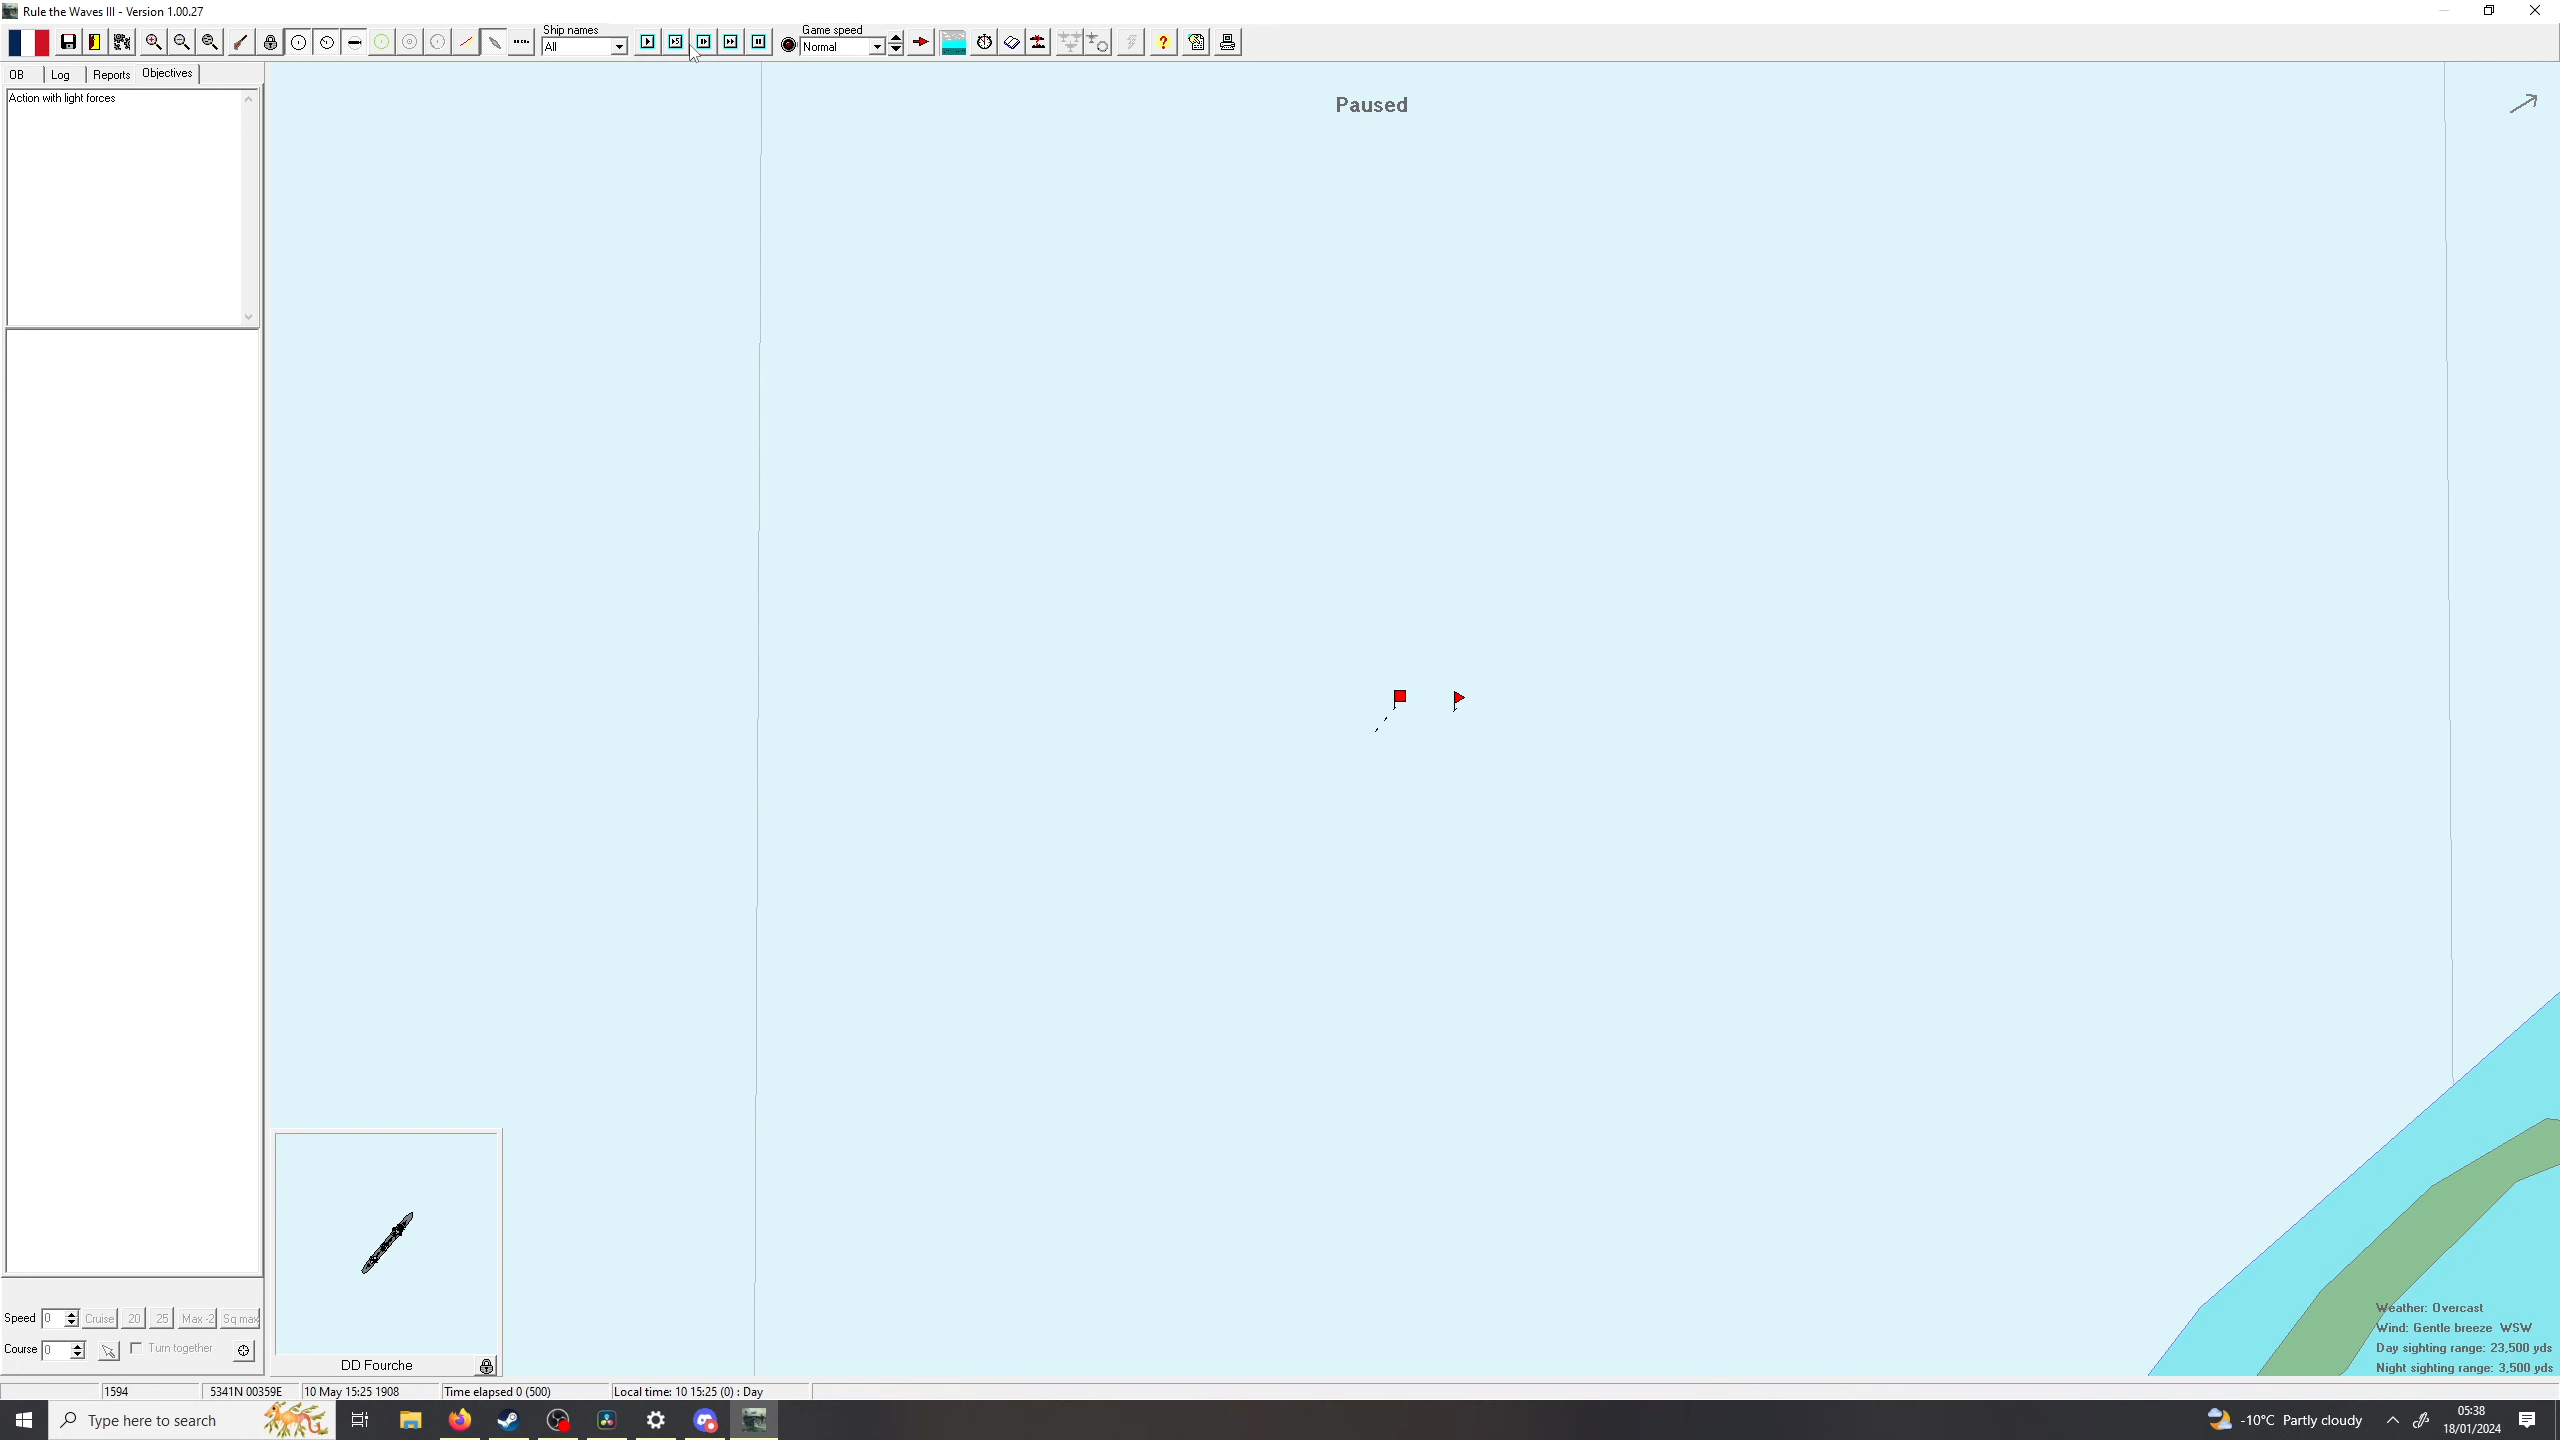 Rule the Waves III - Version 1.00.27
Ship names
All
Game speed
Normal
OB
Log
Reports
Objectives
Action with light forces
Paused
Speed 0 Cruise 20 25 Max -2 Sq max
Course 0 Turn together
DD Fourche
Weather: Overcast
Wind: Gentle breeze WSW
Day sighting range: 23,500 yds
Night sighting range: 3,500 yds
1594
5341N 00359E
10 May 15:25 1908
Time elapsed 0 (500)
Local time: 10 15:25 (0) : Day
Type here to search
-10°C Partly cloudy
05:38
18/01/2024